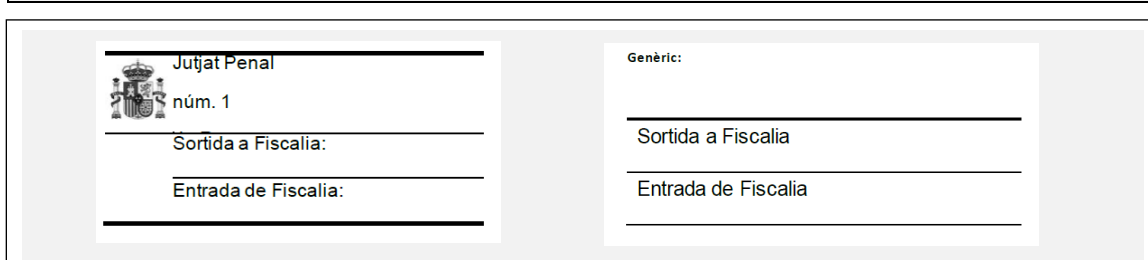 Jutjat Penal
núm. 1
Sortida a Fiscalia:
Entrada de Fiscalia:
Genèric:
Sortida a Fiscalia
Entrada de Fiscalia